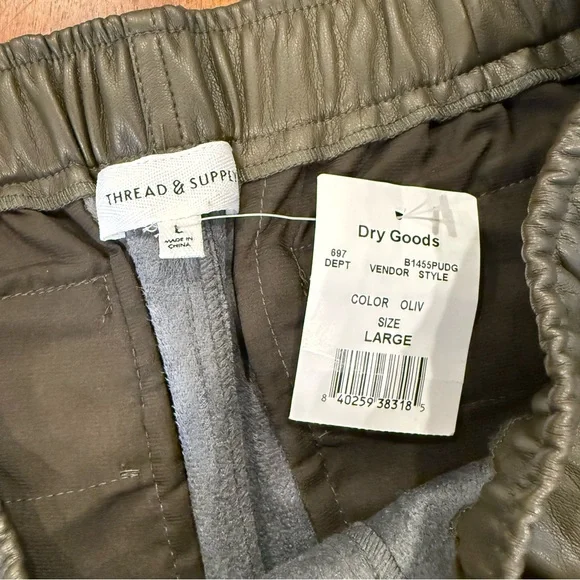 THREAD & SUPPLY
L
MADE IN
CHINA
Dry Goods
697 B1455PUDG
DEPT VENDOR STYLE
COLOR OLIV
SIZE
LARGE
8 40259 38318 5